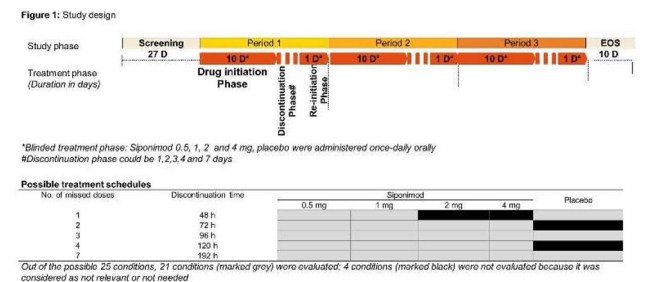 Figure 1: Study design
Study phase
Screening
Period 1
Period 2
Period 3
EOS
27 D
10 D*
1 D*
10 D*
1 D*
10 D*
1 D*
10 D
Treatment phase
(Duration in days)
Drug initiation
Phase
Discontinuation
Phase#
Re-initiation
Phase
*Blinded treatment phase: Siponimod 0.5, 1, 2 and 4 mg, placebo were administered once-daily orally
#Discontinuation phase could be 1,2,3,4 and 7 days
Possible treatment schedules
No. of missed doses Discontinuation time Siponimod Placebo
0.5 mg 1 mg 2 mg 4 mg
1 48 h
2 72 h
3 96 h
4 120 h
7 192 h
Out of the possible 25 conditions, 21 conditions (marked grey) were evaluated; 4 conditions (marked black) were not evaluated because it was
considered as not relevant or not needed